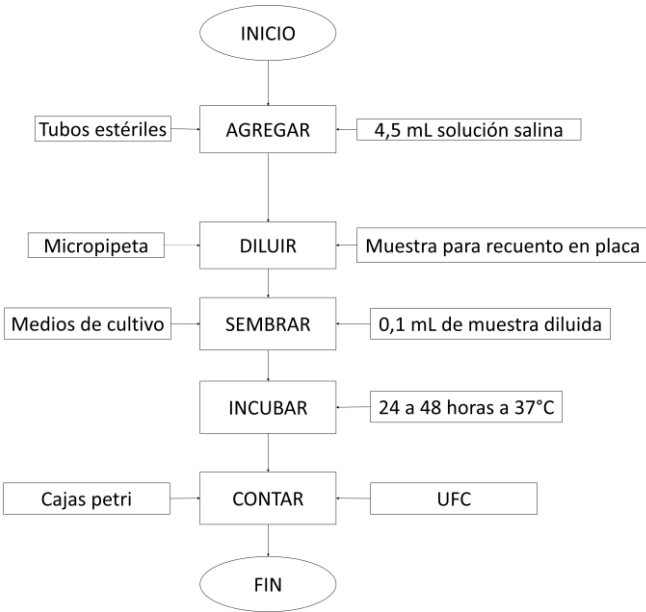 INICIO
Tubos estériles
AGREGAR
4,5 mL solución salina
Micropipeta
DILUIR
Muestra para recuento en placa
Medios de cultivo
SEMBRAR
0,1 mL de muestra diluida
INCUBAR
24 a 48 horas a 37°C
Cajas petri
CONTAR
UFC
FIN